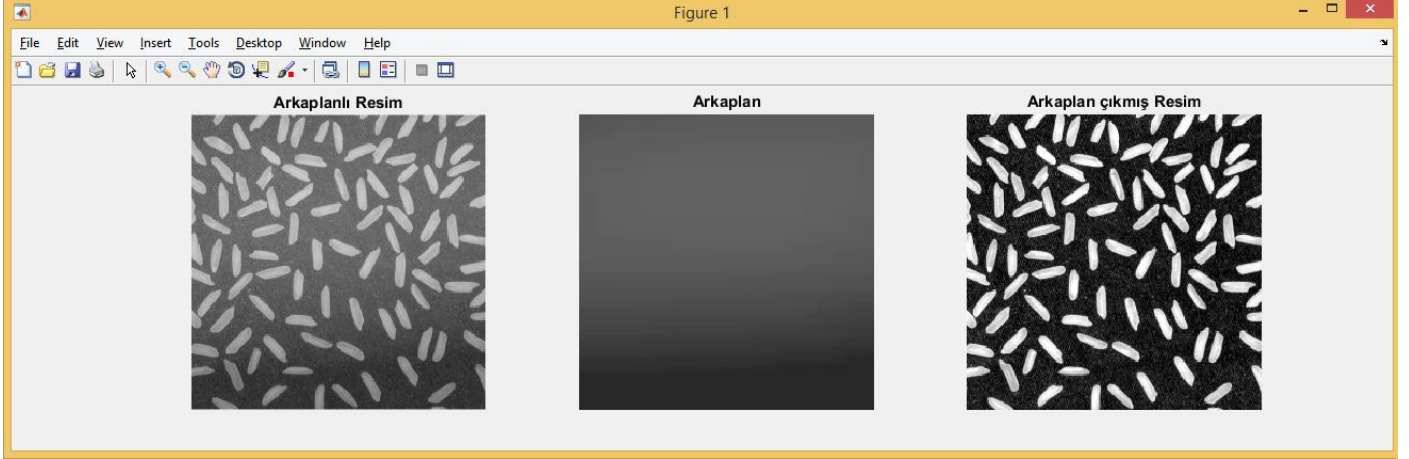 Figure 1
File Edit View Insert Tools Desktop Window Help
Arkaplanlı Resim
Arkaplan
Arkaplan çıkmış Resim